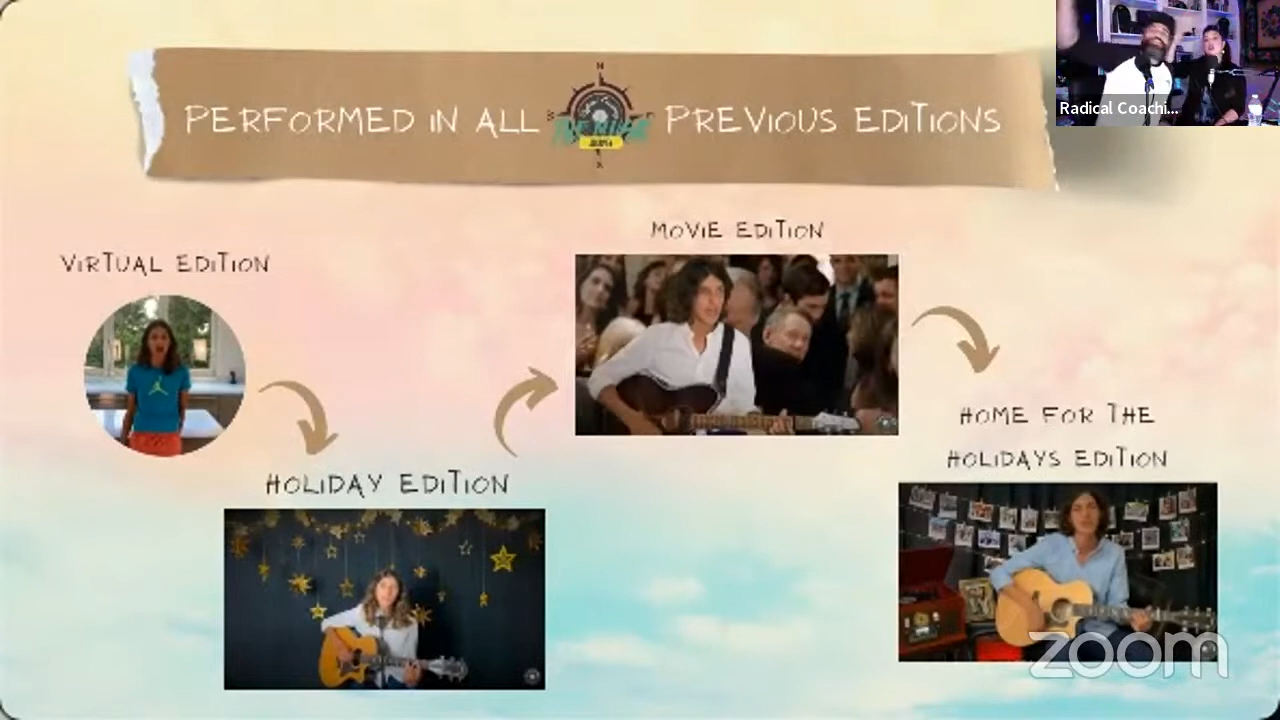 PERFORMED IN ALL
PREVIOUS EDITIONS
Radical Coachi...
VIRTUAL EDITION
MOVIE EDITION
HOLIDAY EDITION
HOME FOR THE
HOLIDAYS EDITION
zoom